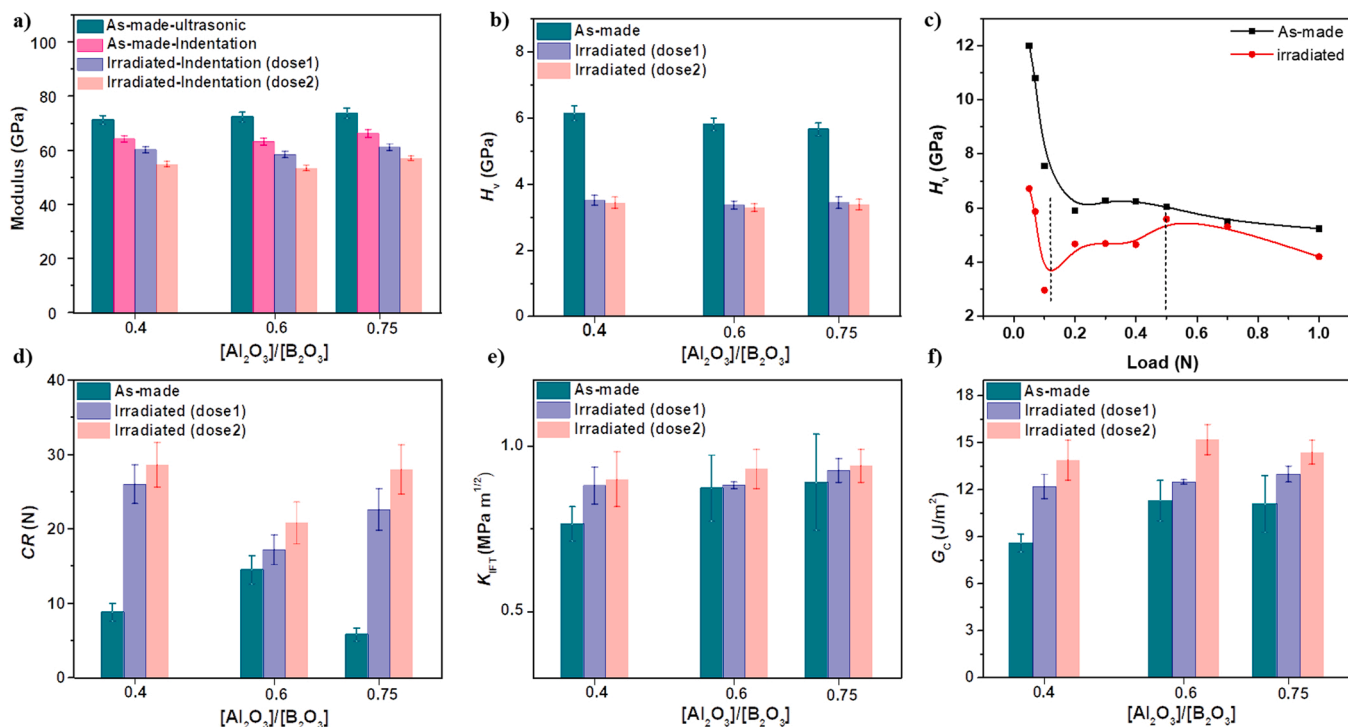 a)
As-made-ultrasonic
As-made-Indentation
Irradiated-Indentation (dose1)
Irradiated-Indentation (dose2)
Modulus (GPa)
100
80
60
40
20
0
0.4
0.6
0.75
[Al₂O₃]/[B₂O₃]
b)
As-made
Irradiated (dose1)
Irradiated (dose2)
Hᵥ (GPa)
8
6
4
2
0
0.4
0.6
0.75
[Al₂O₃]/[B₂O₃]
c)
As-made
irradiated
Hᵥ (GPa)
12
10
8
6
4
2
0.0
0.2
0.4
0.6
0.8
1.0
Load (N)
d)
As-made
Irradiated (dose1)
Irradiated (dose2)
CR (N)
40
30
20
10
0
0.4
0.6
0.75
[Al₂O₃]/[B₂O₃]
e)
As-made
Irradiated (dose1)
Irradiated (dose2)
K_IFT (MPa m^1/2)
1.0
0.5
0.4
0.6
0.75
[Al₂O₃]/[B₂O₃]
f)
As-made
Irradiated (dose1)
Irradiated (dose2)
G_C (J/m²)
18
15
12
9
6
3
0
0.4
0.6
0.75
[Al₂O₃]/[B₂O₃]